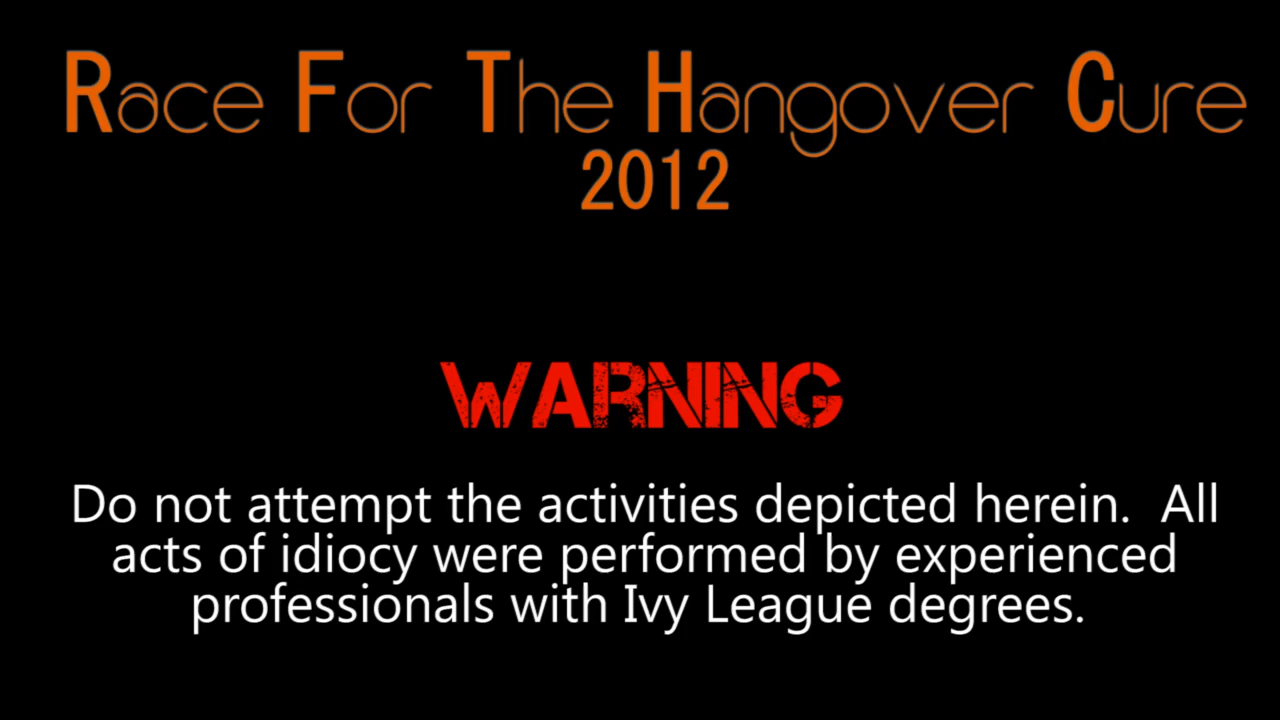 Race For The Hangover Cure
2012
WARNING
Do not attempt the activities depicted herein.  All
acts of idiocy were performed by experienced
professionals with Ivy League degrees.